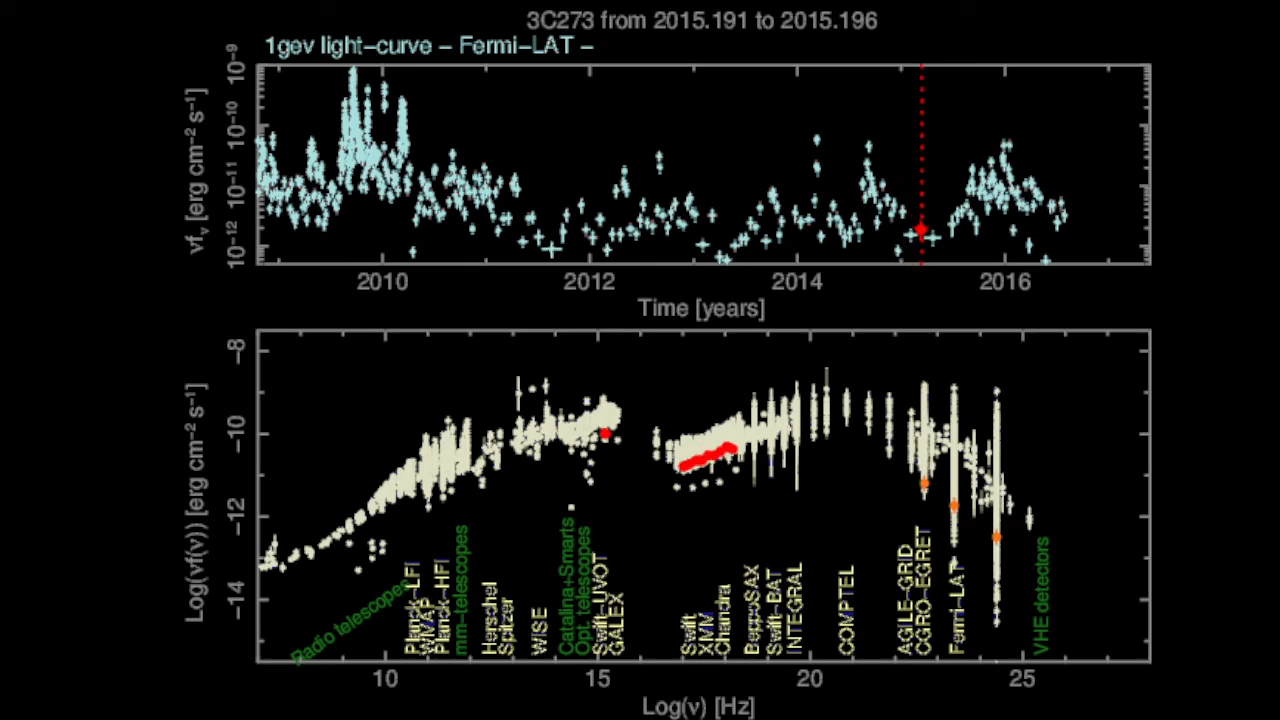 3C273 from 2015.191 to 2015.196
1gev light-curve - Fermi-LAT -
νfν [erg cm⁻² s⁻¹]
10⁻⁹
10⁻¹⁰
10⁻¹¹
10⁻¹²
2010 2012 2014 2016
Time [years]
Log(νf(ν)) [erg cm⁻² s⁻¹]
-8
-10
-12
-14
Radio telescopes
Planck-LFI
WMAP
Planck-HFI
mm-telescopes
Herschel
Spitzer
WISE
Catalina+Smarts
Opt. telescopes
Swift-UVOT
GALEX
Swift
XMM
Chandra
BeppoSAX
Swift-BAT
INTEGRAL
COMPTEL
AGILE-GRID
CGRO-EGRET
Fermi-LAT
VHE detectors
10 15 20 25
Log(ν) [Hz]